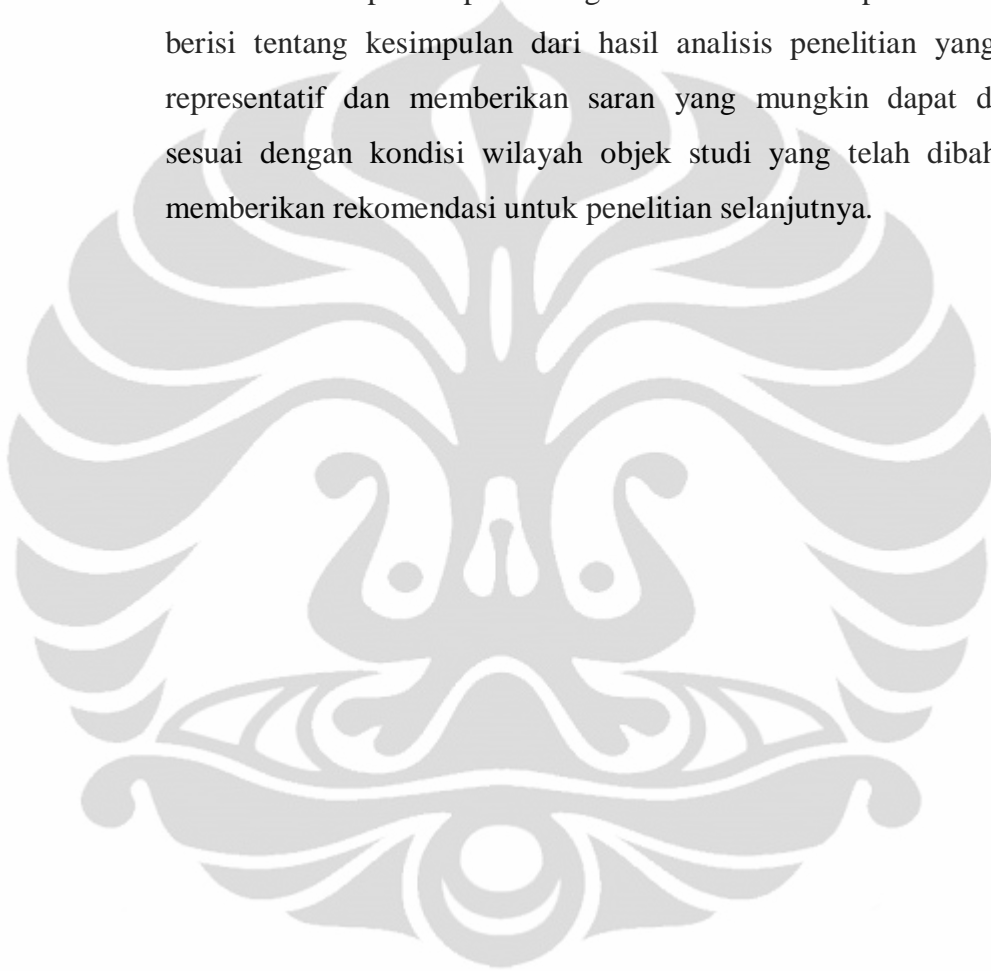 berisi tentang kesimpulan dari hasil analisis penelitian yang
representatif dan memberikan saran yang mungkin dapat
sesuai dengan kondisi wilayah objek studi yang telah
memberikan rekomendasi untuk penelitian selanjutnya.